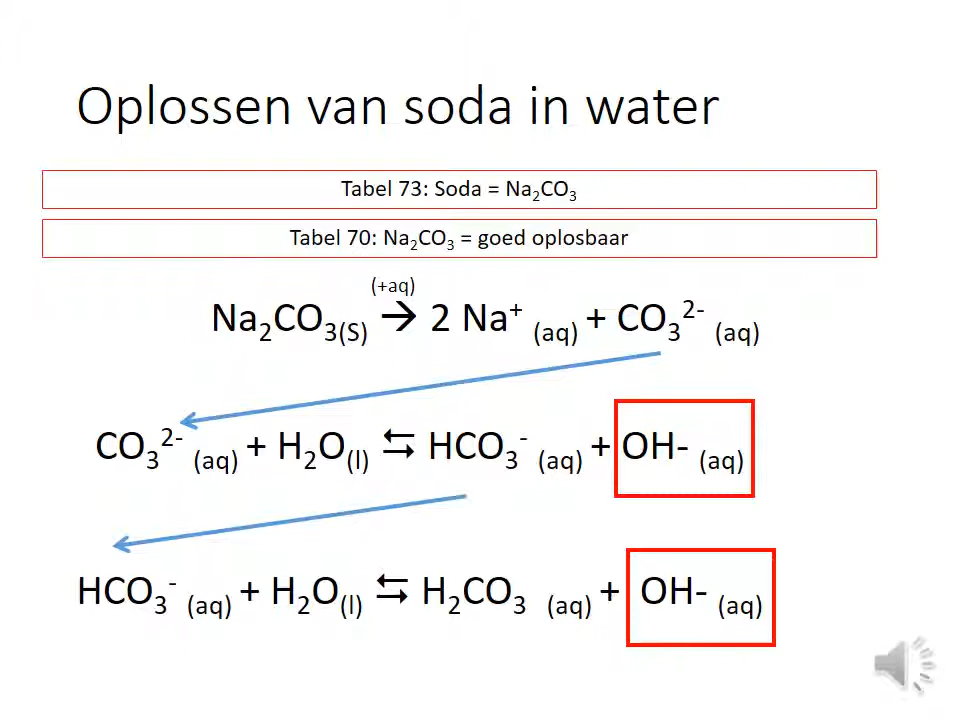 Oplossen van soda in water
Tabel 73: Soda = Na₂CO₃
Tabel 70: Na₂CO₃ = goed oplosbaar
(+aq)
Na₂CO₃(S) → 2 Na⁺ (aq) + CO₃²⁻ (aq)
CO₃²⁻ (aq) + H₂O(l) ⇆ HCO₃⁻ (aq) + OH- (aq)
HCO₃⁻ (aq) + H₂O(l) ⇆ H₂CO₃ (aq) + OH- (aq)